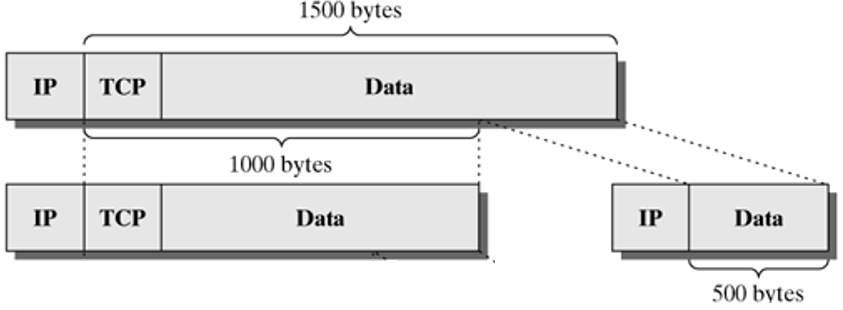 1500 bytes
IP TCP Data
1000 bytes
IP TCP Data IP Data
500 bytes